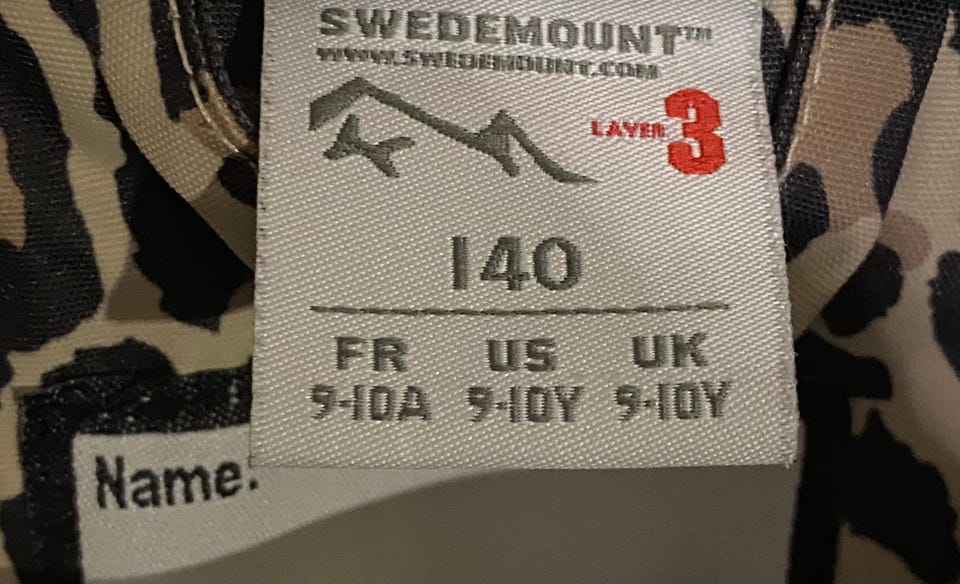 SWEDEMOUNT™
WWW.SWEDEMOUNT.COM
LAYER 3
140
FR US UK
9-10A 9-10Y 9-10Y
Name: